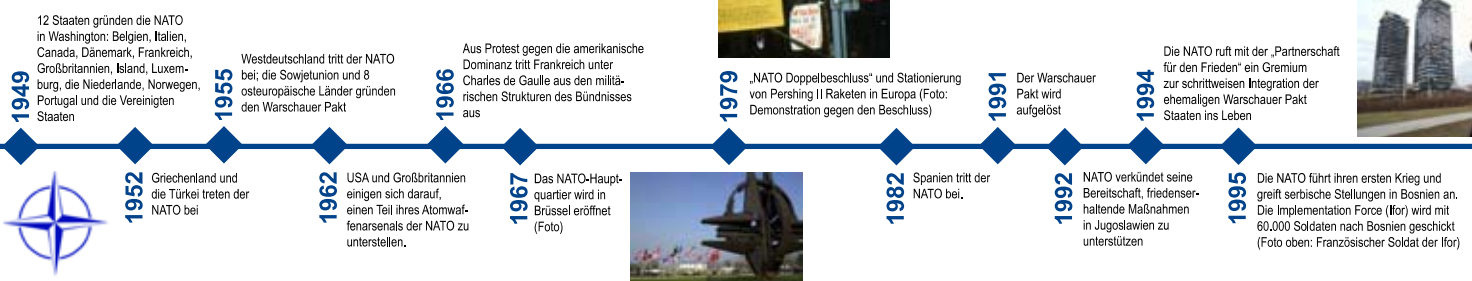 1949
12 Staaten gründen die NATO
in Washington: Belgien, Italien,
Canada, Dänemark, Frankreich,
Großbritannien, Island, Luxem-
burg, die Niederlande, Norwegen,
Portugal und die Vereinigten
Staaten
1952
Griechenland und
die Türkei treten der
NATO bei
1955
Westdeutschland tritt der NATO
bei; die Sowjetunion und 8
osteuropäische Länder gründen
den Warschauer Pakt
1962
USA und Großbritannien
einigen sich darauf,
einen Teil ihres Atomwaf-
fenarsenals der NATO zu
unterstellen.
1966
Aus Protest gegen die amerikanische
Dominanz tritt Frankreich unter
Charles de Gaulle aus den militä-
rischen Strukturen des Bündnisses
aus
1967
Das NATO-Haupt-
quartier wird in
Brüssel eröffnet
(Foto)
1979
„NATO Doppelbeschluss“ und Stationierung
von Pershing II Raketen in Europa (Foto:
Demonstration gegen den Beschluss)
1982
Spanien tritt der
NATO bei.
1991
Der Warschauer
Pakt wird
aufgelöst
1992
NATO verkündet seine
Bereitschaft, friedenser-
haltende Maßnahmen
in Jugoslawien zu
unterstützen
1994
Die NATO ruft mit der „Partnerschaft
für den Frieden“ ein Gremium
zur schrittweisen Integration der
ehemaligen Warschauer Pakt
Staaten ins Leben
1995
Die NATO führt ihren ersten Krieg und
greift serbische Stellungen in Bosnien an.
Die Implementation Force (Ifor) wird mit
60.000 Soldaten nach Bosnien geschickt
(Foto oben: Französischer Soldat der Ifor)